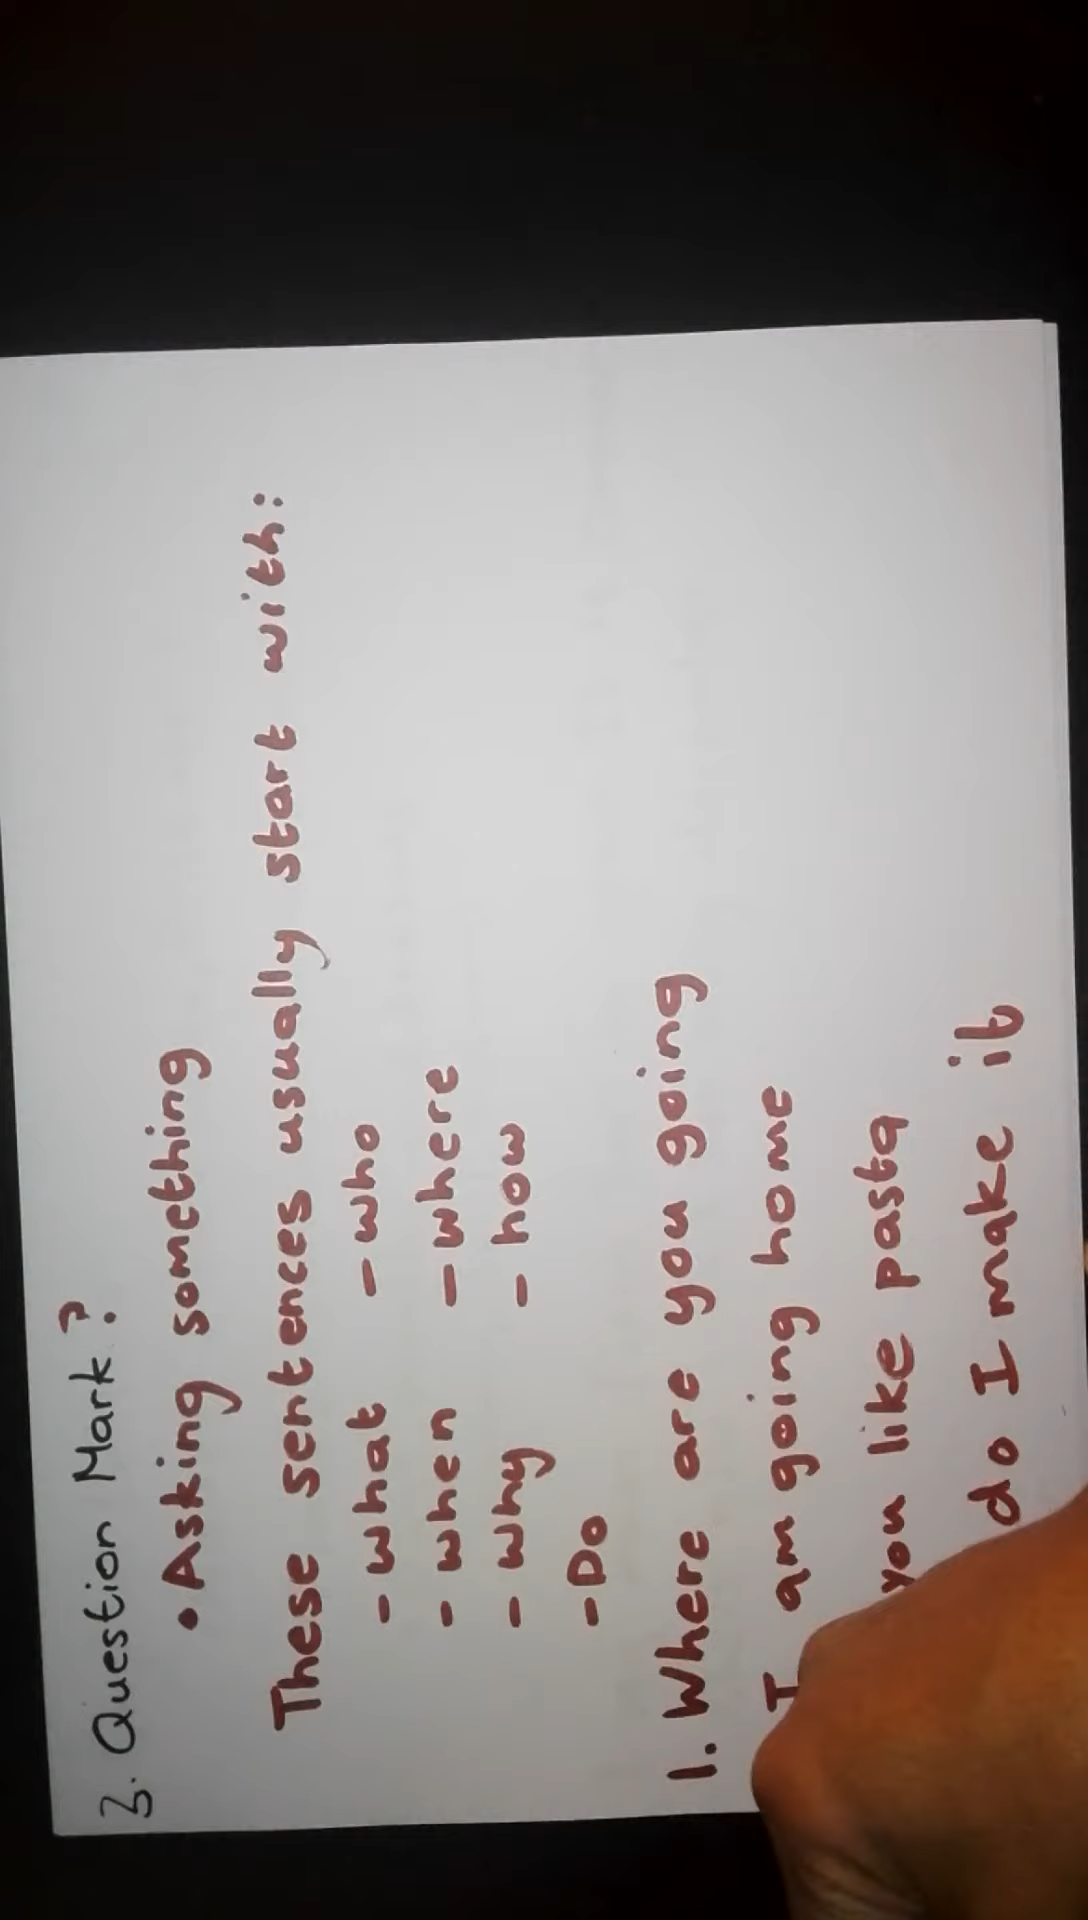 3. Question Mark ?
• Asking something
These sentences usually start with:
- what - who
- when - where
- why - how
- Do
1. Where are you going
I am going home
you like pasta
do I make it